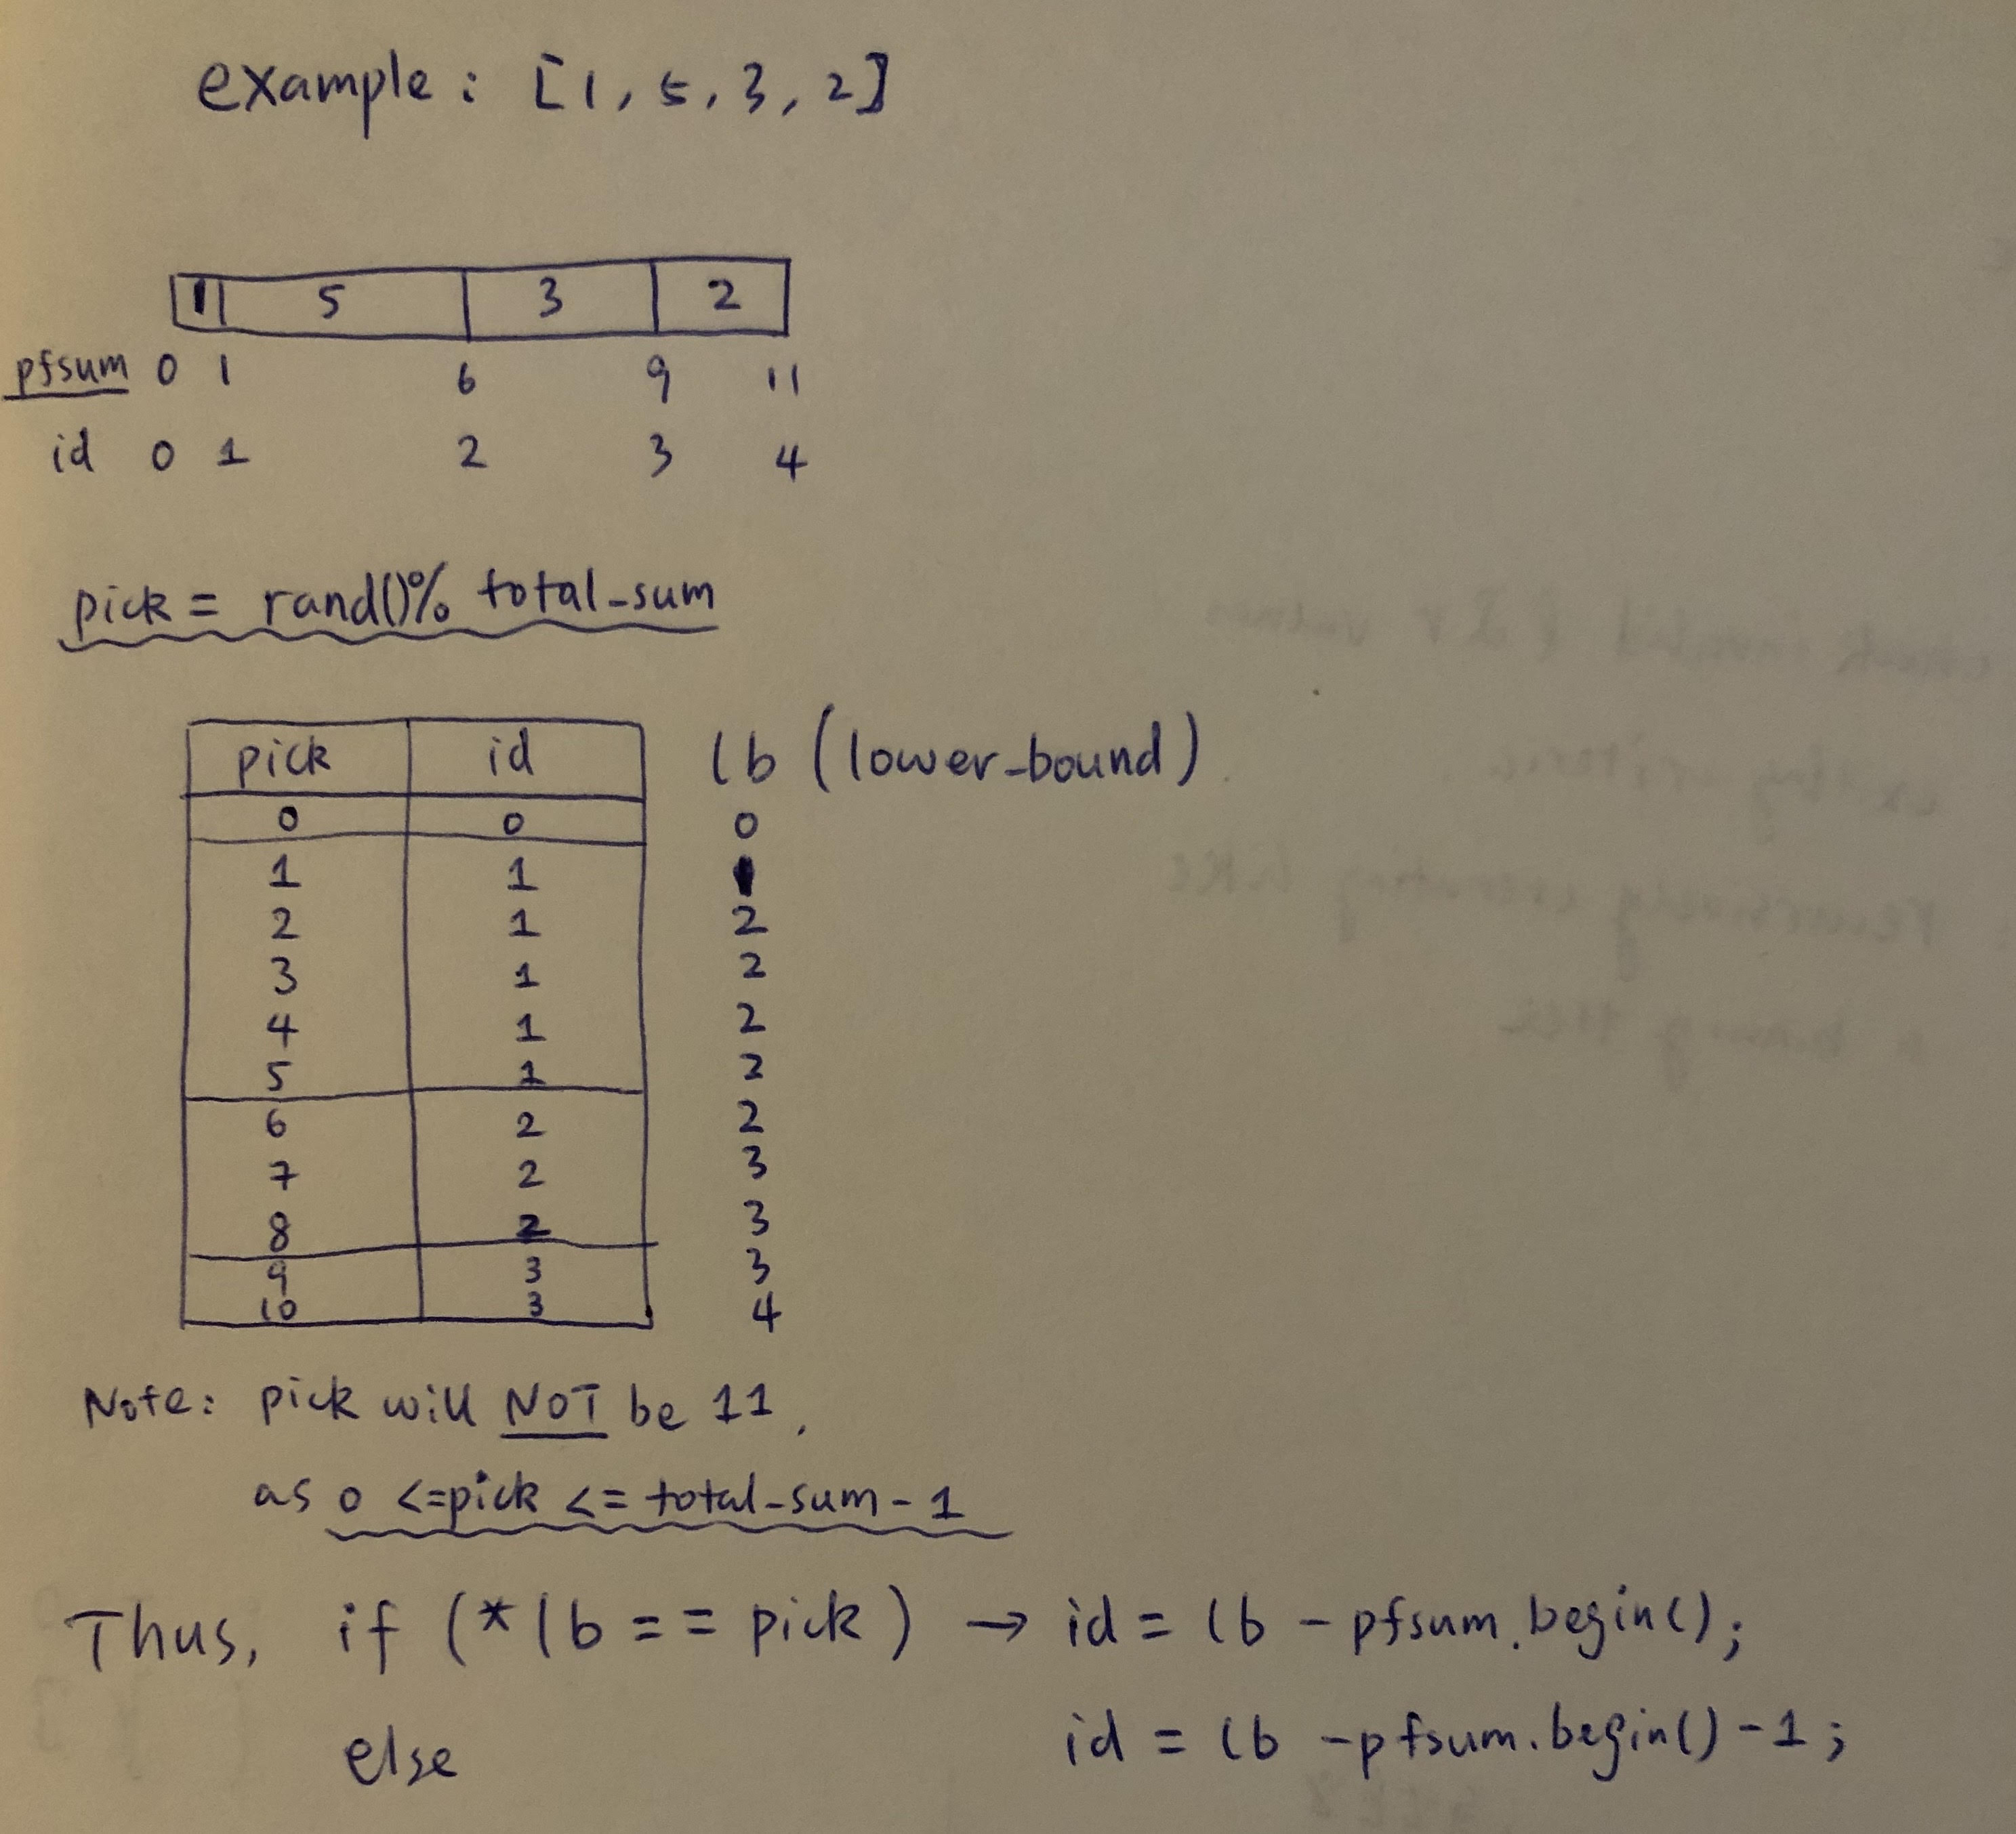 example: [1, 5, 3, 2]
1 5 3 2
pfsum 0 1 6 9 11
id 0 1 2 3 4
pick = rand()% total_sum
pick id lb (lower_bound)
0 0 0
1 1 1
2 1 2
3 1 2
4 1 2
5 1 2
6 2 2
7 2 3
8 2 3
9 3 3
10 3 4
Note: pick will NOT be 11,
as 0 <=pick <= total_sum - 1
Thus, if (*lb == pick) → id = lb - pfsum.begin();
else id = lb - pfsum.begin() - 1;